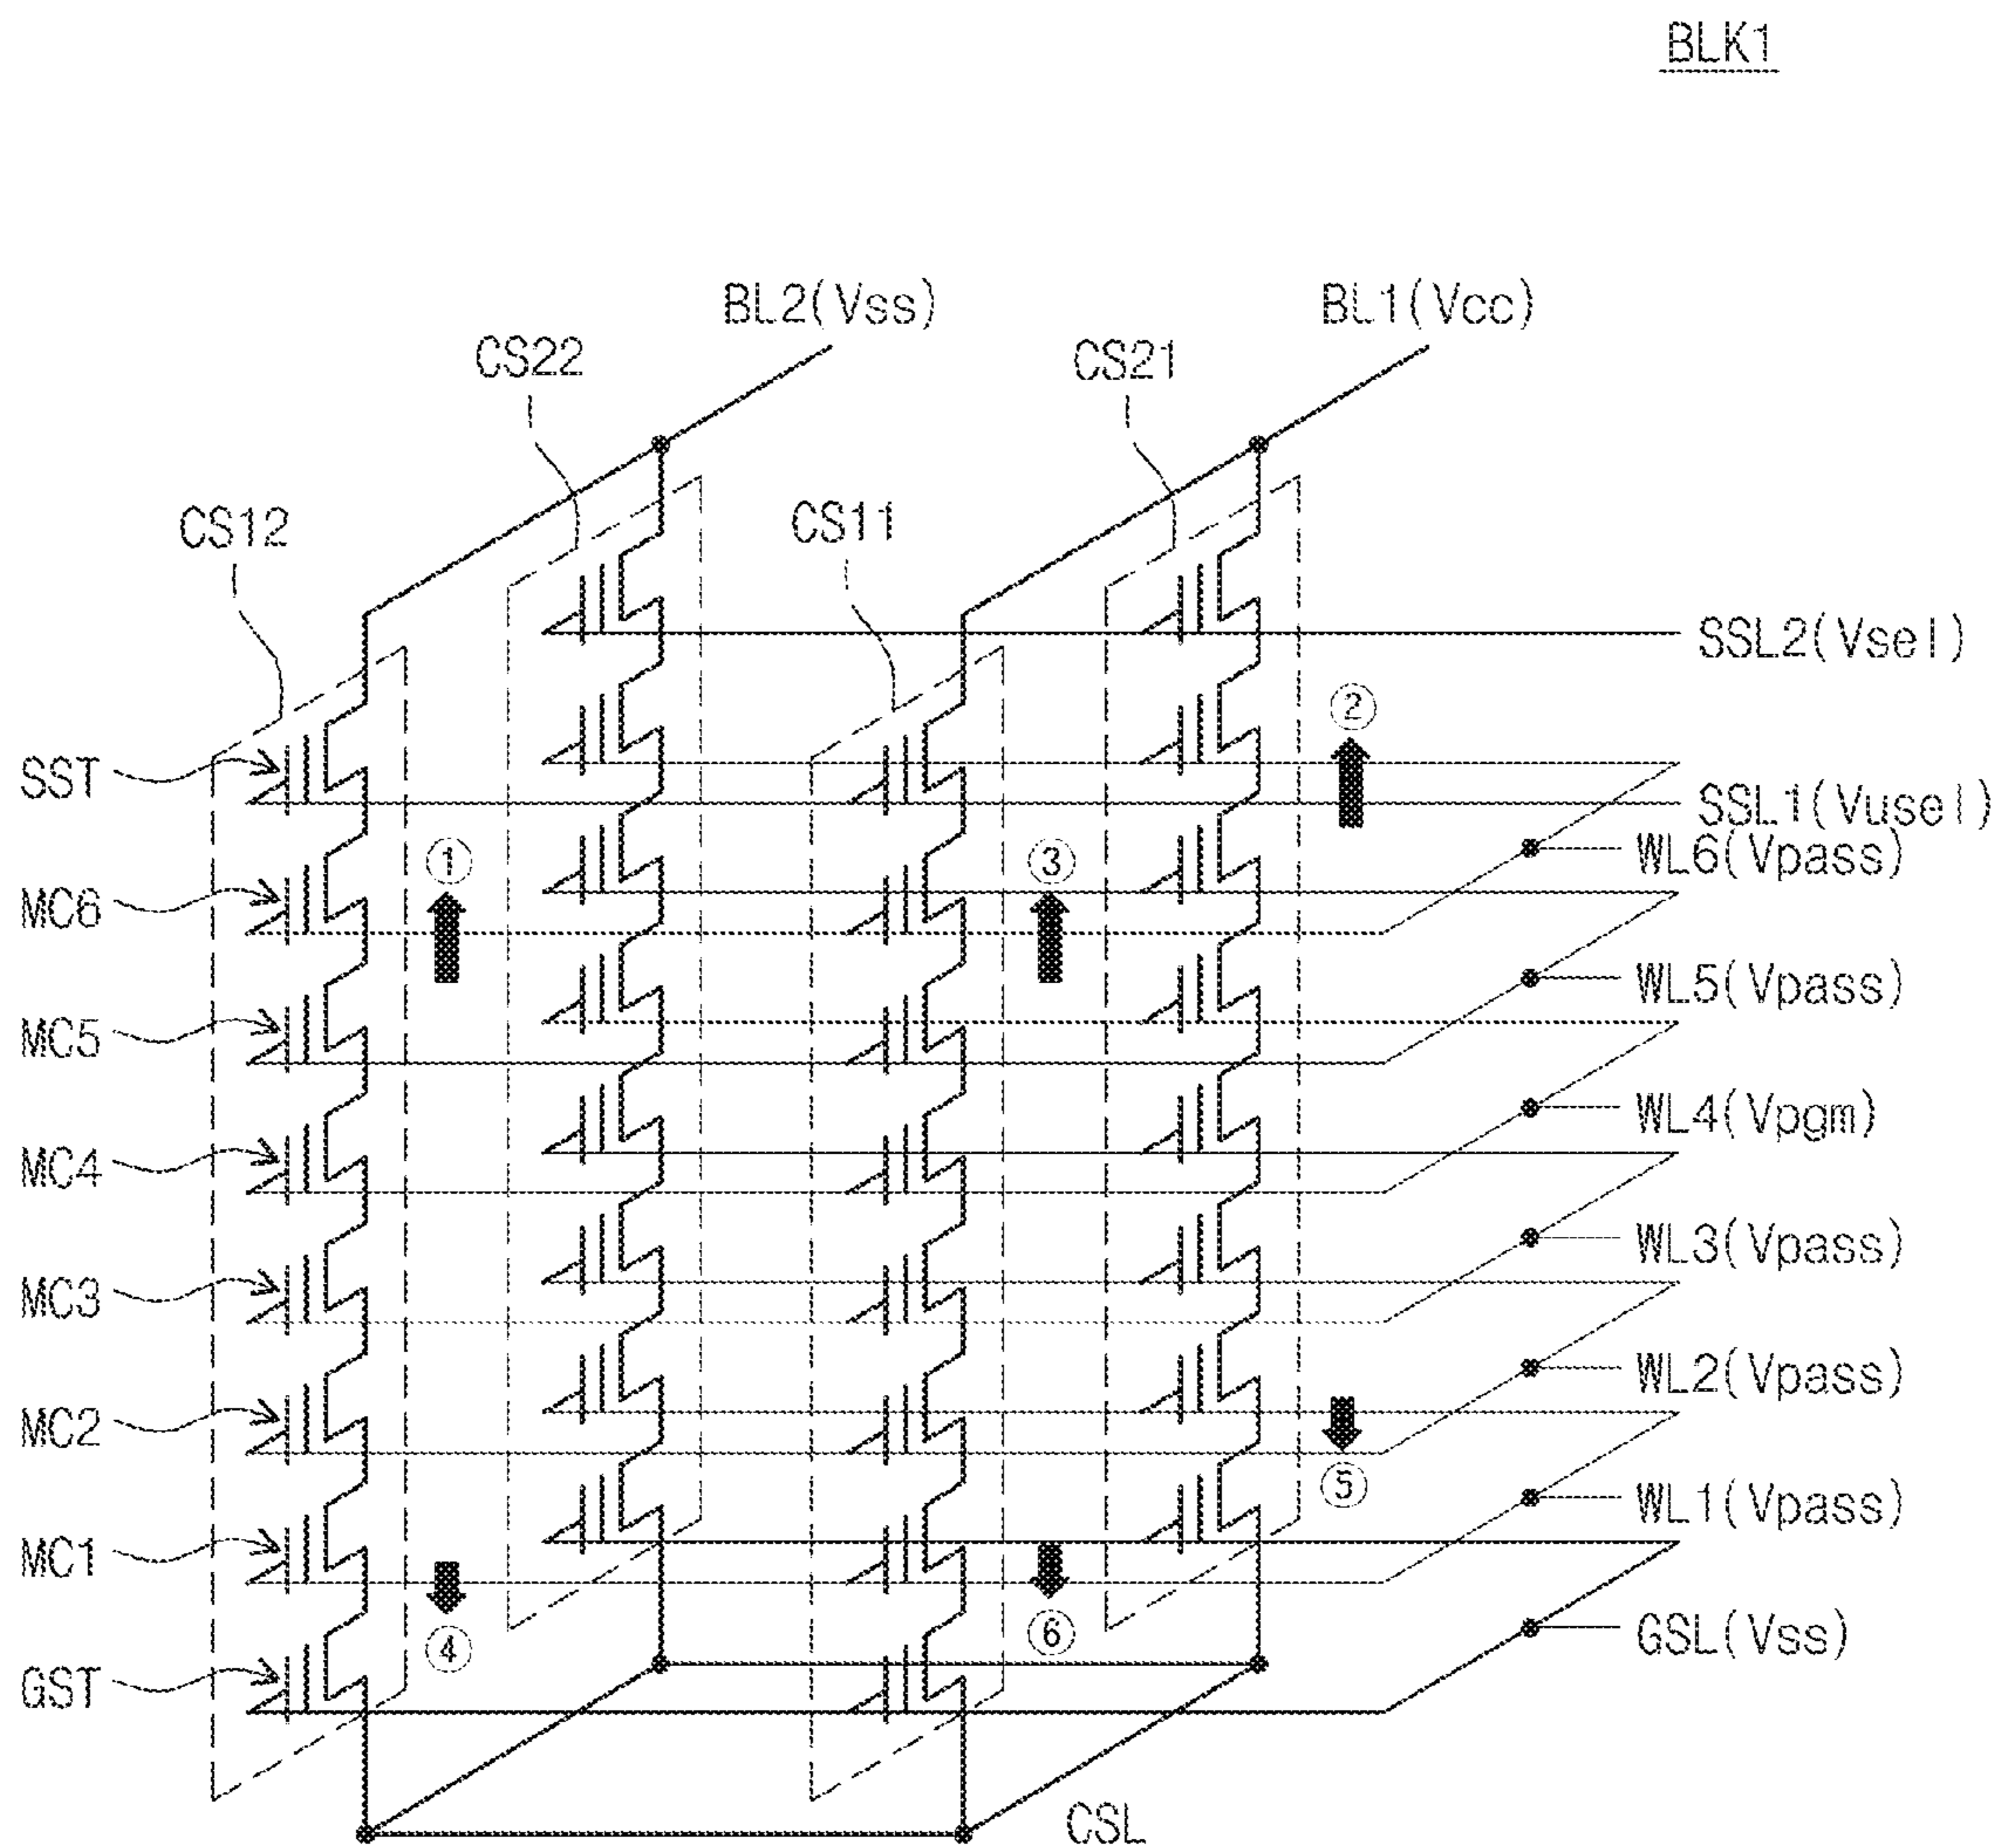 BLK1
BL2(Vss)
BL1(Vcc)
CS22
CS21
CS12
CS11
SSL2(Vsel)
②
SST
SSL1(Vusel)
①
③
WL6(Vpass)
MC6
WL5(Vpass)
MC5
WL4(Vpgm)
MC4
WL3(Vpass)
MC3
WL2(Vpass)
MC2
⑤
WL1(Vpass)
MC1
④
⑥
GSL(Vss)
GST
CSL